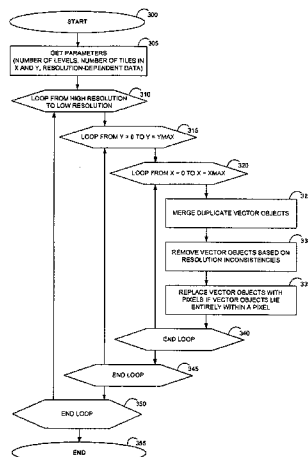 300
START
305
GET PARAMETERS
(NUMBER OF LEVELS, NUMBER OF TILES IN
X AND Y, RESOLUTION-DEPENDENT DATA)
310
LOOP FROM HIGH RESOLUTION
TO LOW RESOLUTION
315
LOOP FROM Y = 0 TO Y = YMAX
320
LOOP FROM X = 0 TO X = XMAX
MERGE DUPLICATE VECTOR OBJECTS
REMOVE VECTOR OBJECTS BASED ON
RESOLUTION INCONSISTENCIES
REPLACE VECTOR OBJECTS WITH
PIXELS IF VECTOR OBJECTS LIE
ENTIRELY WITHIN A PIXEL
340
END LOOP
345
END LOOP
350
END LOOP
355
END